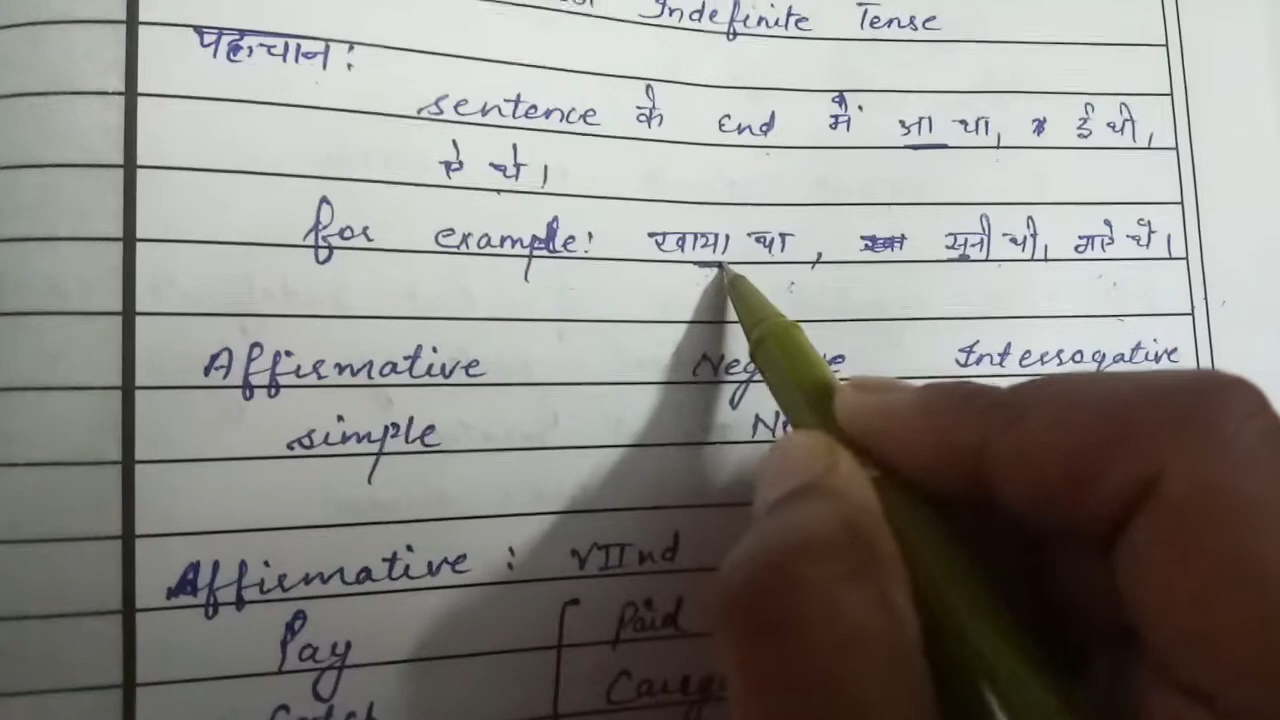 Indefinite Tense
पहचान:
sentence के end में आ था, ई थी,
ऐ थे।
for example: खाया था, सुनी थी, गाऐ थे।
Affirmative Interrogative
simple
Affirmative: VIInd
Pay Paid